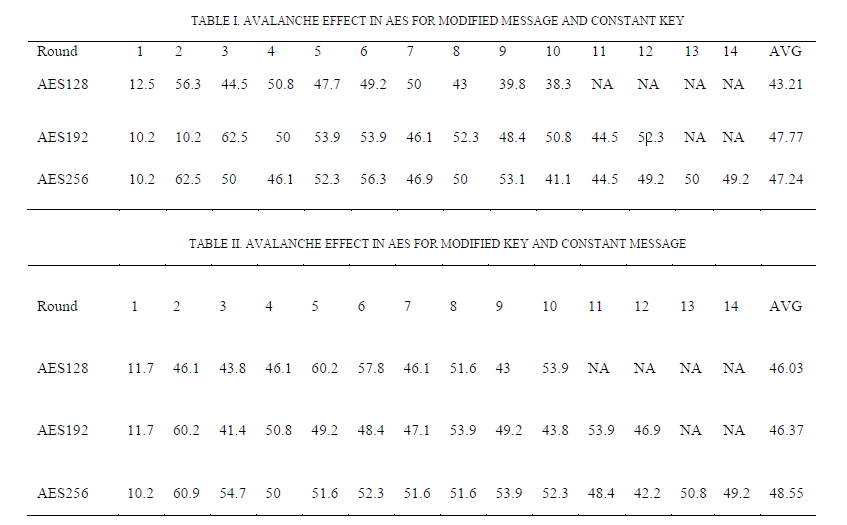 TABLE I. AVALANCHE EFFECT IN AES FOR MODIFIED MESSAGE AND CONSTANT KEY
Round 1 2 3 4 5 6 7 8 9 10 11 12 13 14 AVG
AES128 12.5 56.3 44.5 50.8 47.7 49.2 50 43 39.8 38.3 NA NA NA NA 43.21
AES192 10.2 10.2 62.5 50 53.9 53.9 46.1 52.3 48.4 50.8 44.5 52.3 NA NA 47.77
AES256 10.2 62.5 50 46.1 52.3 56.3 46.9 50 53.1 41.1 44.5 49.2 50 49.2 47.24
TABLE II. AVALANCHE EFFECT IN AES FOR MODIFIED KEY AND CONSTANT MESSAGE
Round 1 2 3 4 5 6 7 8 9 10 11 12 13 14 AVG
AES128 11.7 46.1 43.8 46.1 60.2 57.8 46.1 51.6 43 53.9 NA NA NA NA 46.03
AES192 11.7 60.2 41.4 50.8 49.2 48.4 47.1 53.9 49.2 43.8 53.9 46.9 NA NA 46.37
AES256 10.2 60.9 54.7 50 51.6 52.3 51.6 51.6 53.9 52.3 48.4 42.2 50.8 49.2 48.55